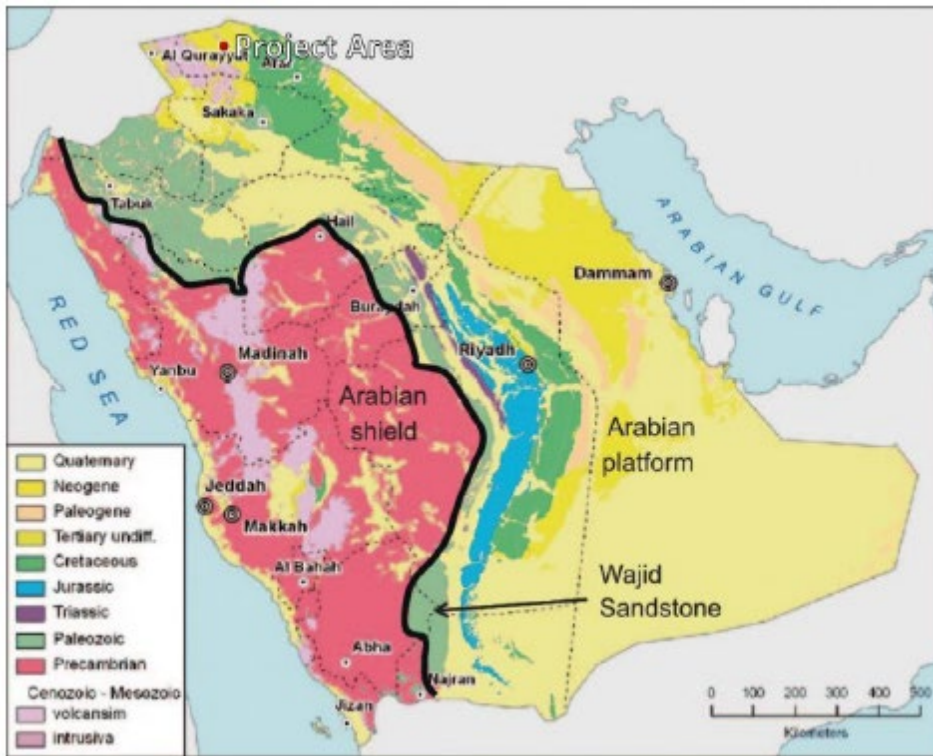 Project Area
Al Qurayyat
Arar
Sakaka
Tabuk
Hail
Buraydah
Dammam
ARABIAN GULF
Riyadh
RED SEA
Madinah
Yanbu
Arabian
shield
Arabian
platform
Jeddah
Makkah
Al Bahah
Wajid
Sandstone
Abha
Najran
Jizan
Quaternary
Neogene
Paleogene
Tertiary undiff.
Cretaceous
Jurassic
Triassic
Paleozoic
Precambrian
Cenozoic - Mesozoic
volcansim
intrusiva
0 100 200 300 400 500
Kilometers